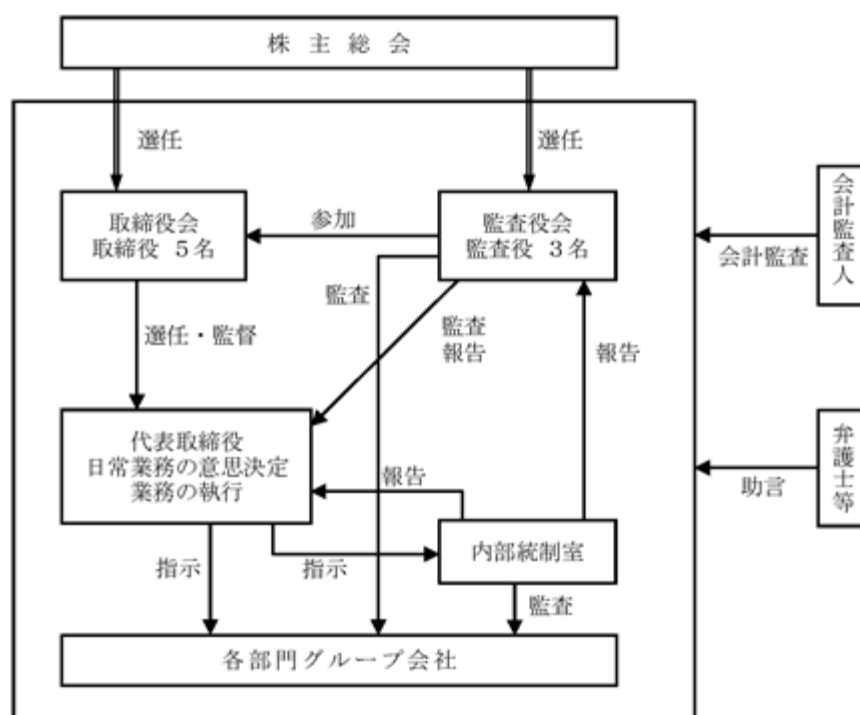 株主総会
選任
選任
取締役会
取締役 5名
参加
監査役会
監査役 3名
会計監査人
会計監査
監査
選任・監督
監査
報告
報告
代表取締役
日常業務の意思決定
業務の執行
報告
弁護士等
助言
指示
指示
内部統制室
監査
各部門グループ会社